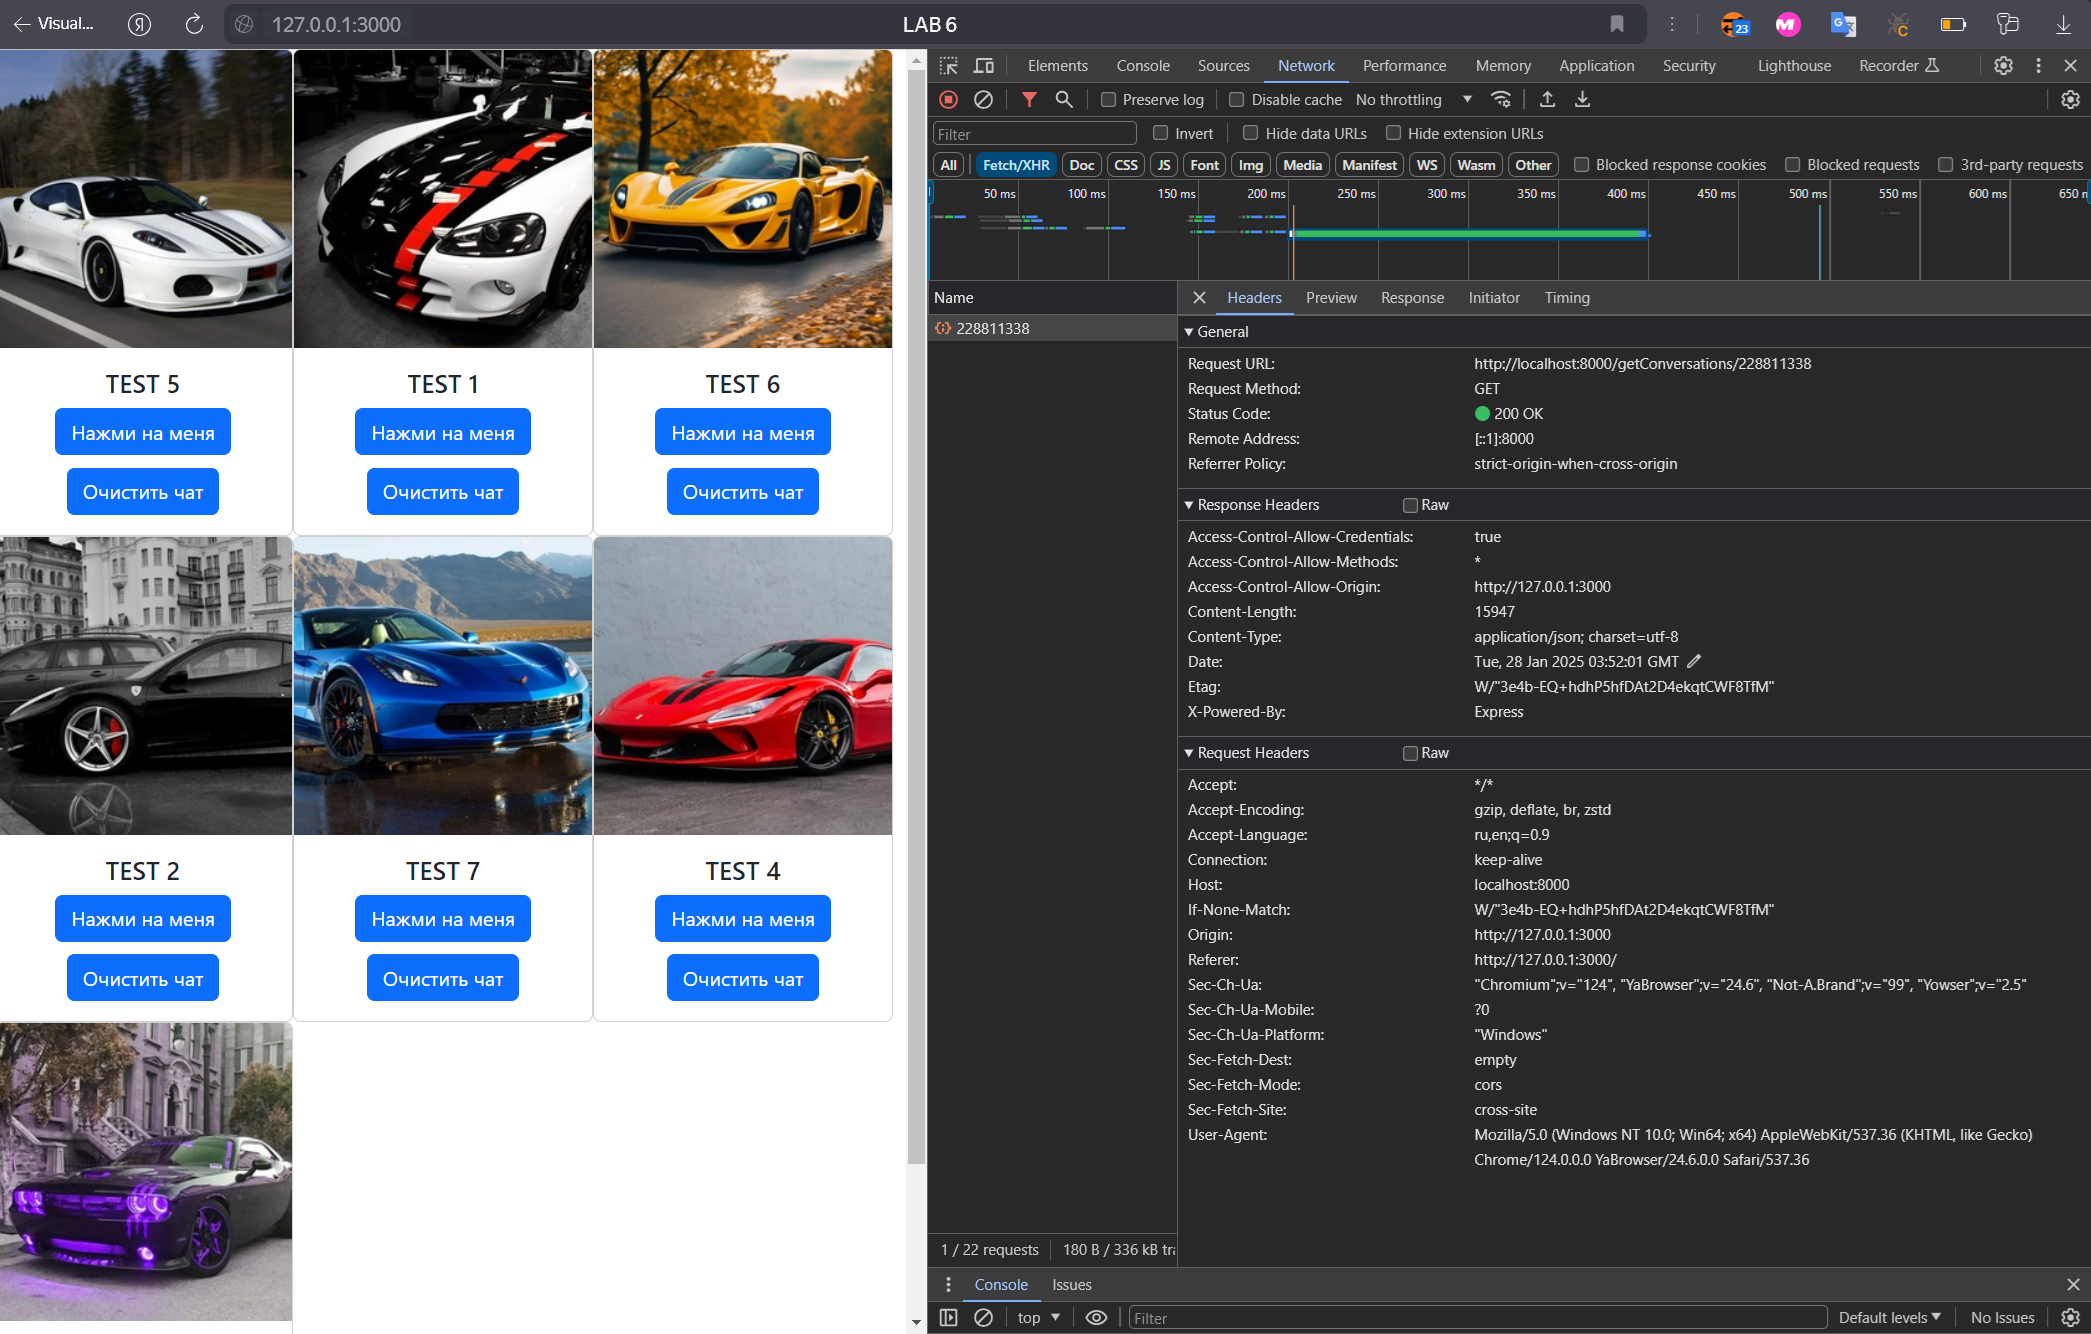 Visual...
127.0.0.1:3000
LAB 6
23
TEST 5
TEST 1
TEST 6
Нажми на меня
Нажми на меня
Нажми на меня
Очистить чат
Очистить чат
Очистить чат
TEST 2
TEST 7
TEST 4
Нажми на меня
Нажми на меня
Нажми на меня
Очистить чат
Очистить чат
Очистить чат
Elements Console Sources Network Performance Memory Application Security Lighthouse Recorder
Preserve log Disable cache No throttling
Filter Invert Hide data URLs Hide extension URLs
All Fetch/XHR Doc CSS JS Font Img Media Manifest WS Wasm Other Blocked response cookies Blocked requests 3rd-party requests
50 ms 100 ms 150 ms 200 ms 250 ms 300 ms 350 ms 400 ms 450 ms 500 ms 550 ms 600 ms 650 m
Name
228811338
Headers Preview Response Initiator Timing
General
Request URL: http://localhost:8000/getConversations/228811338
Request Method: GET
Status Code: 200 OK
Remote Address: [::1]:8000
Referrer Policy: strict-origin-when-cross-origin
Response Headers Raw
Access-Control-Allow-Credentials: true
Access-Control-Allow-Methods: *
Access-Control-Allow-Origin: http://127.0.0.1:3000
Content-Length: 15947
Content-Type: application/json; charset=utf-8
Date: Tue, 28 Jan 2025 03:52:01 GMT
Etag: W/"3e4b-EQ+hdhP5hfDAt2D4ekqtCWF8TfM"
X-Powered-By: Express
Request Headers Raw
Accept: */*
Accept-Encoding: gzip, deflate, br, zstd
Accept-Language: ru,en;q=0.9
Connection: keep-alive
Host: localhost:8000
If-None-Match: W/"3e4b-EQ+hdhP5hfDAt2D4ekqtCWF8TfM"
Origin: http://127.0.0.1:3000
Referer: http://127.0.0.1:3000/
Sec-Ch-Ua: "Chromium";v="124", "YaBrowser";v="24.6", "Not-A.Brand";v="99", "Yowser";v="2.5"
Sec-Ch-Ua-Mobile: ?0
Sec-Ch-Ua-Platform: "Windows"
Sec-Fetch-Dest: empty
Sec-Fetch-Mode: cors
Sec-Fetch-Site: cross-site
User-Agent: Mozilla/5.0 (Windows NT 10.0; Win64; x64) AppleWebKit/537.36 (KHTML, like Gecko)
Chrome/124.0.0.0 YaBrowser/24.6.0.0 Safari/537.36
1 / 22 requests 180 B / 336 kB tra
Console Issues
top Filter Default levels No Issues